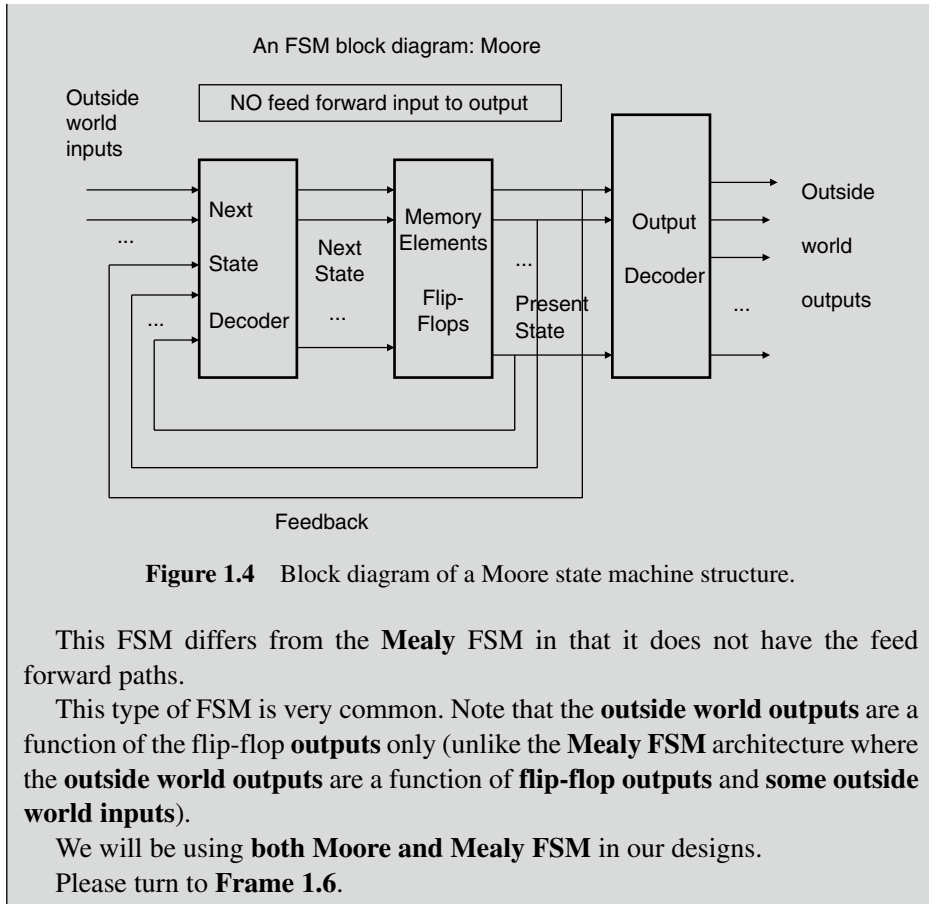 An FSM block diagram: Moore
NO feed forward input to output
Outside
world
inputs
...
...
Next
State
Decoder
Next
State
...
Memory
Elements
Flip-
Flops
...
Present
State
Output
Decoder
...
Outside
world
outputs
Feedback
Figure 1.4 Block diagram of a Moore state machine structure.
This FSM differs from the Mealy FSM in that it does not have the feed
forward paths.
This type of FSM is very common. Note that the outside world outputs are a
function of the flip-flop outputs only (unlike the Mealy FSM architecture where
the outside world outputs are a function of flip-flop outputs and some outside
world inputs).
We will be using both Moore and Mealy FSM in our designs.
Please turn to Frame 1.6.